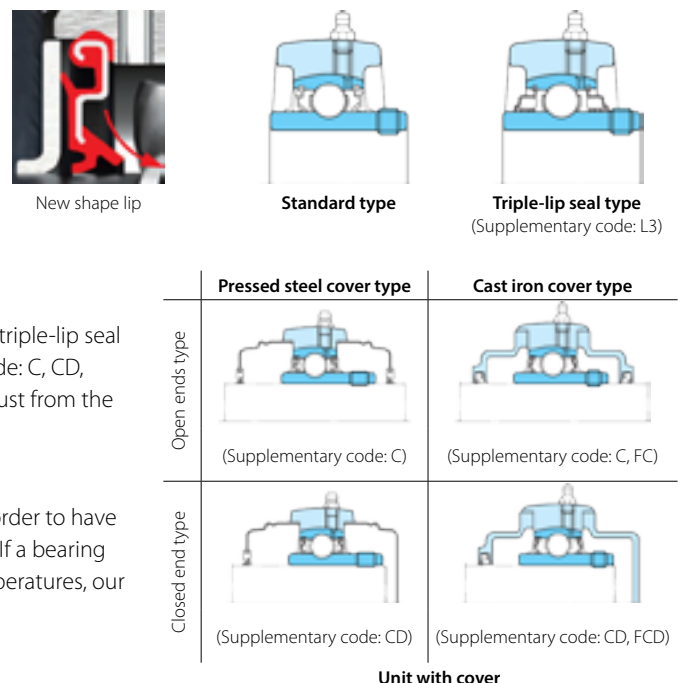 New shape lip
Standard type
Triple-lip seal type
(Supplementary code: L3)
triple-lip seal
de: C, CD,
ust from the
order to have
If a bearing
peratures, our
Pressed steel cover type
Cast iron cover type
Open ends type
(Supplementary code: C)
(Supplementary code: C, FC)
Closed end type
(Supplementary code: CD)
(Supplementary code: CD, FCD)
Unit with cover